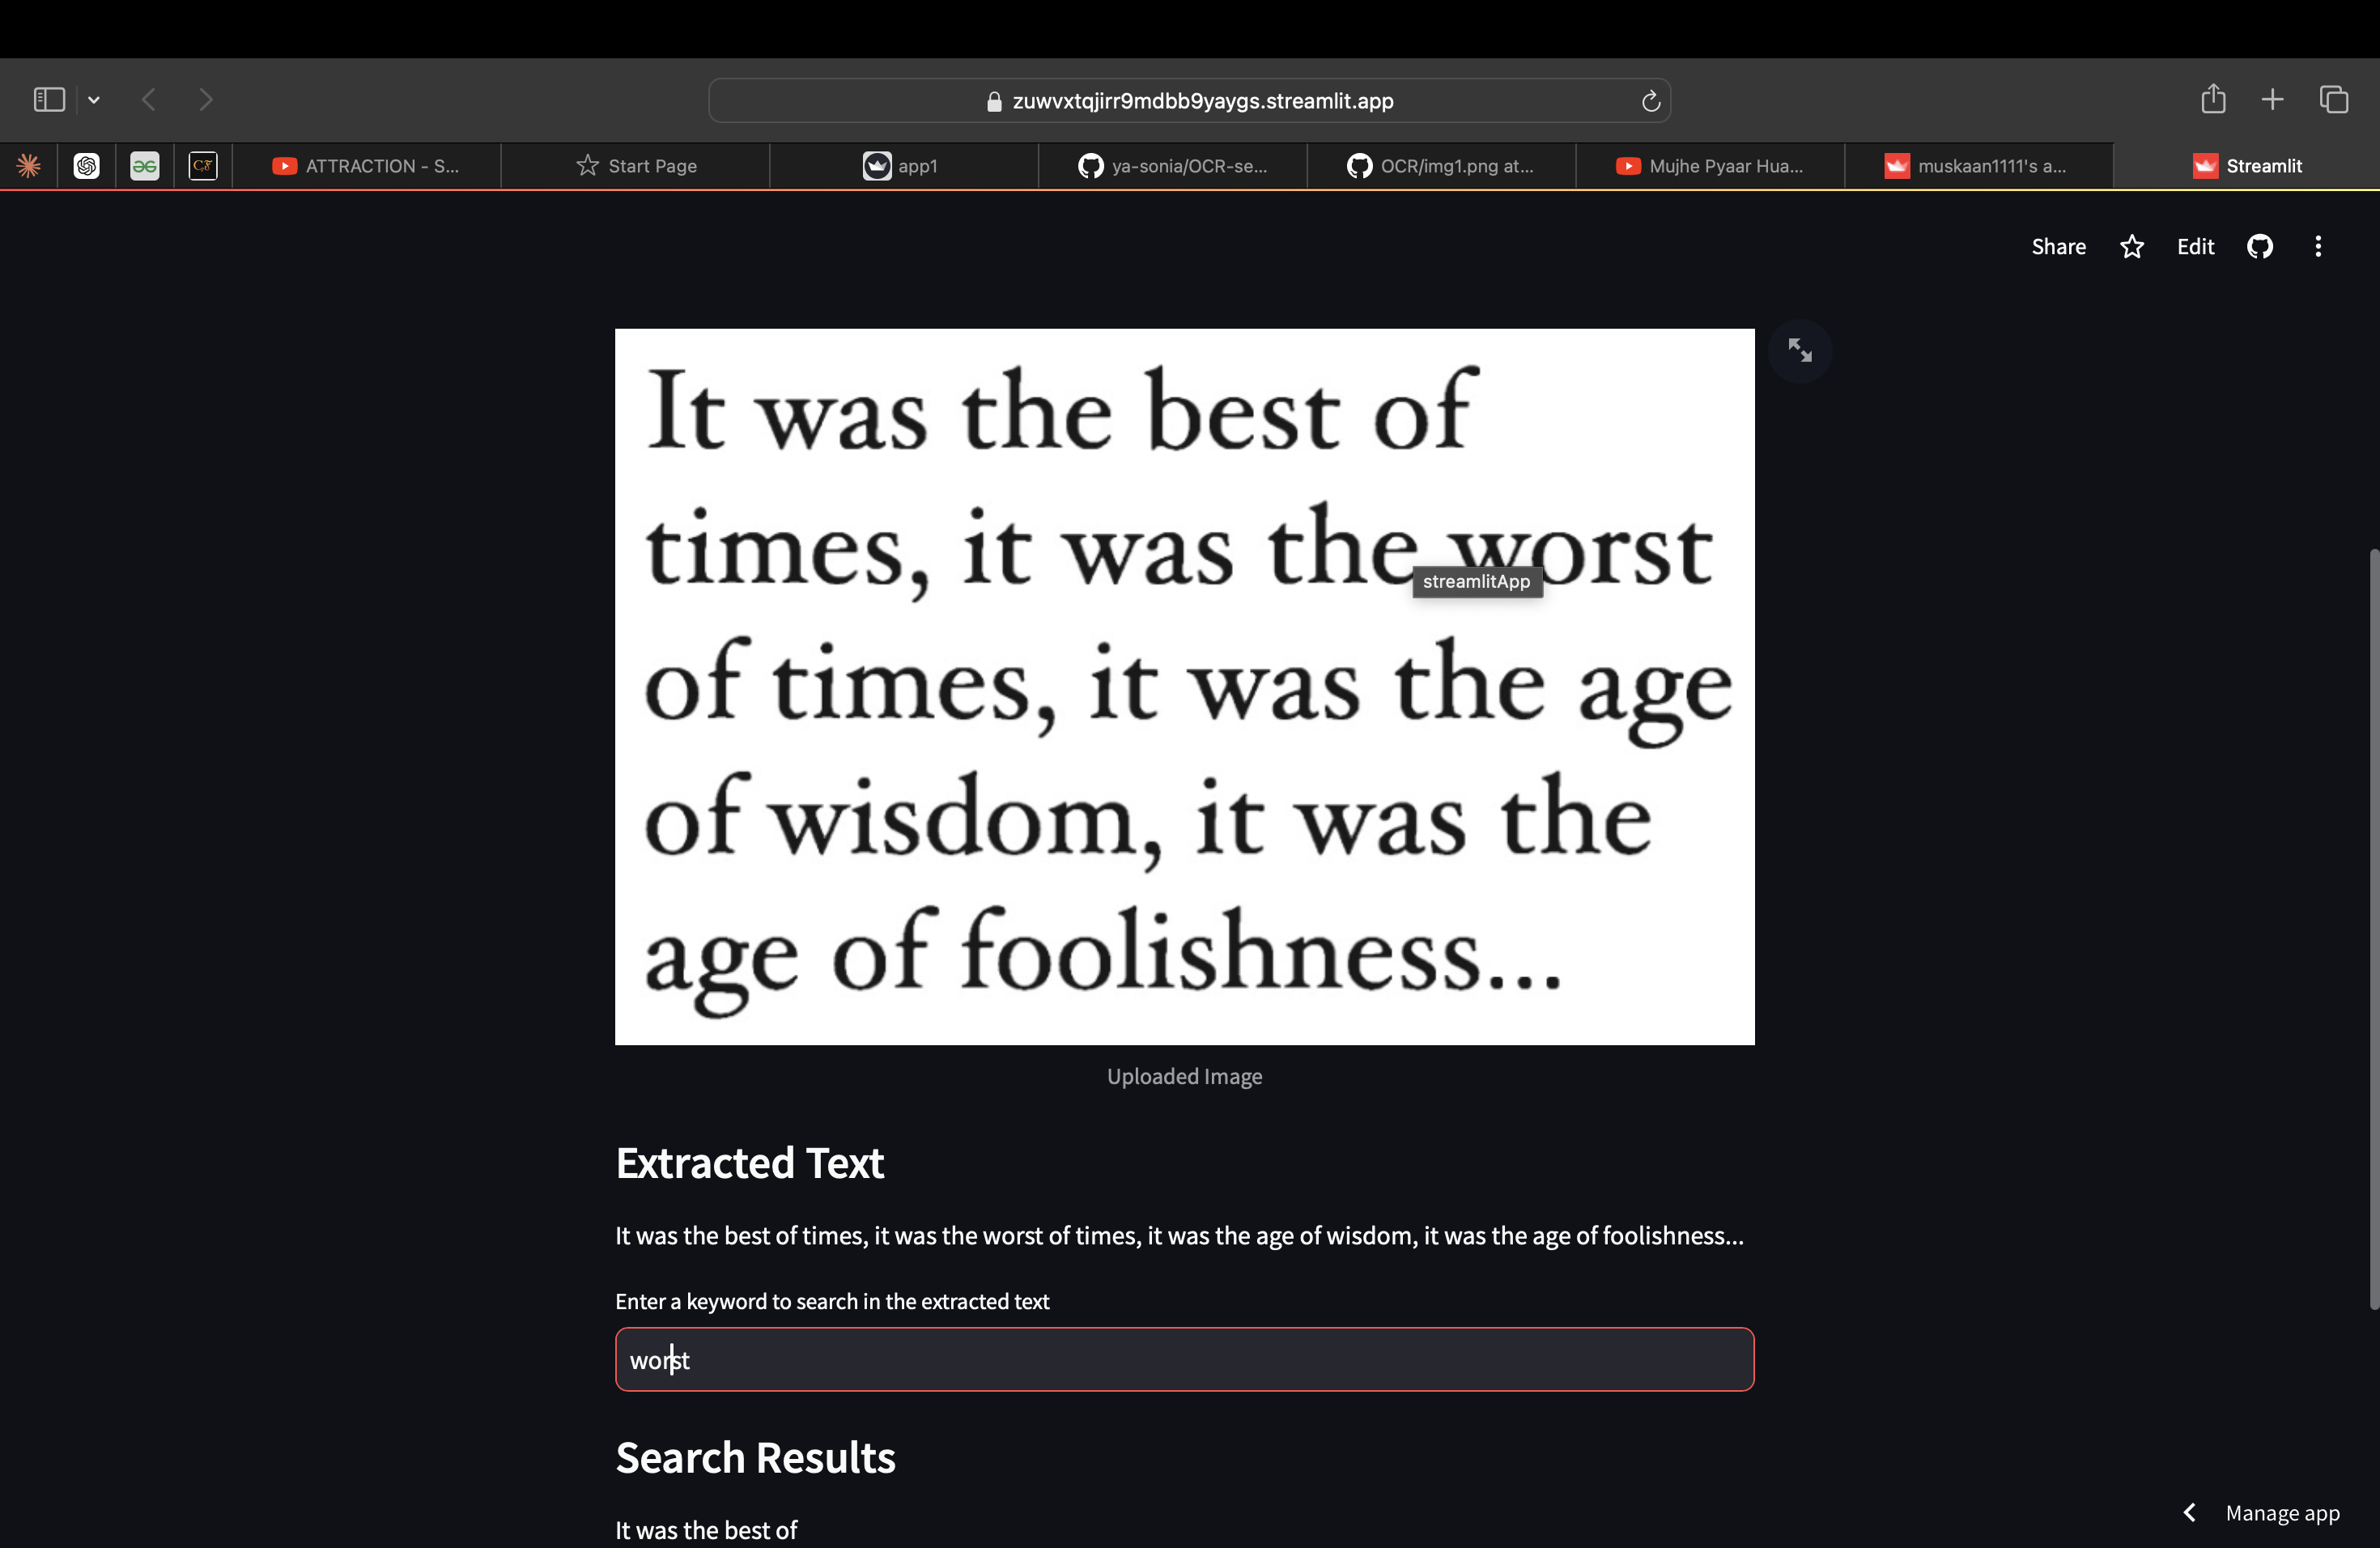 zuwvxtqjirr9mdbb9yaygs.streamlit.app
ATTRACTION - S...
Start Page
app1
ya-sonia/OCR-se...
OCR/img1.png at...
Mujhe Pyaar Hua...
muskaan1111's a...
Streamlit
Share
Edit
It was the best of
times, it was the worst
streamlitApp
of times, it was the age
of wisdom, it was the
age of foolishness...
Uploaded Image
Extracted Text
It was the best of times, it was the worst of times, it was the age of wisdom, it was the age of foolishness...
Enter a keyword to search in the extracted text
worst
Search Results
It was the best of
Manage app